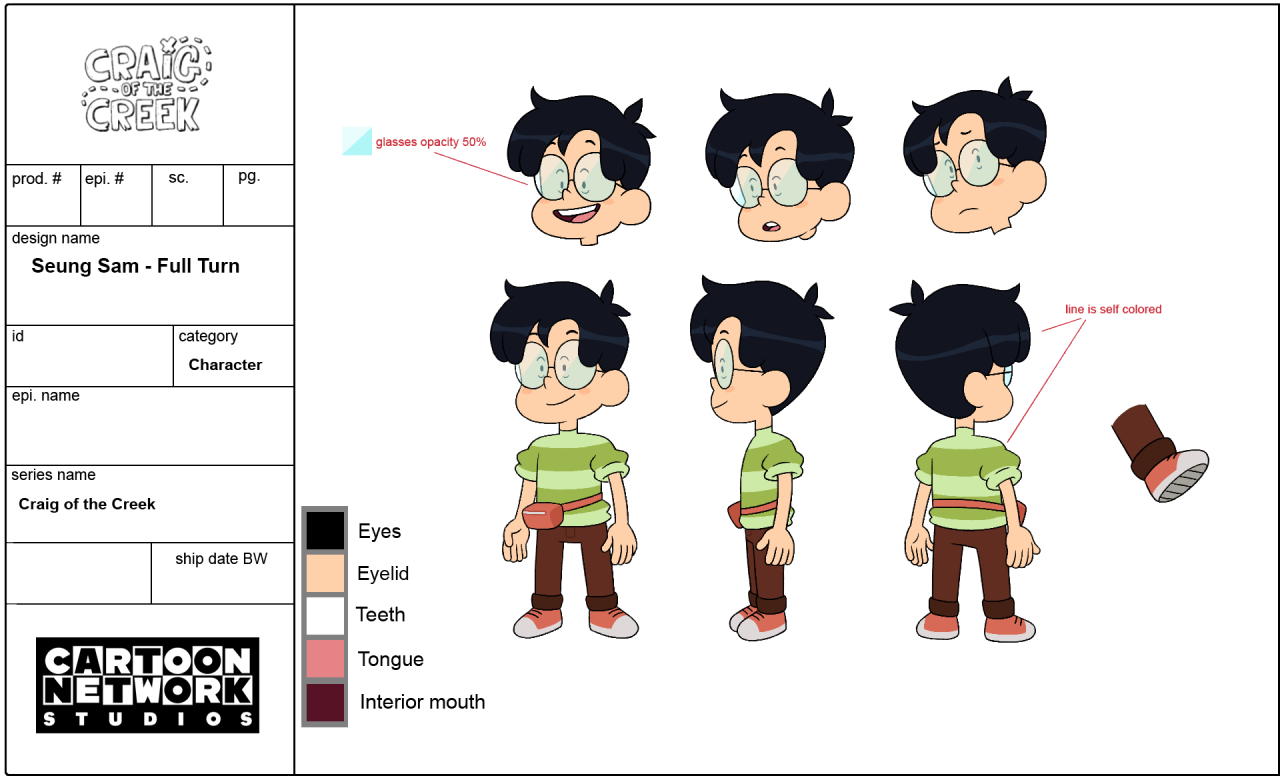 CRAIG
OF THE
CREEK
prod. #
epi. #
sc.
pg.
design name
Seung Sam - Full Turn
id
category
Character
epi. name
series name
Craig of the Creek
ship date BW
CARTOON
NETWORK
STUDIOS
glasses opacity 50%
line is self colored
Eyes
Eyelid
Teeth
Tongue
Interior mouth